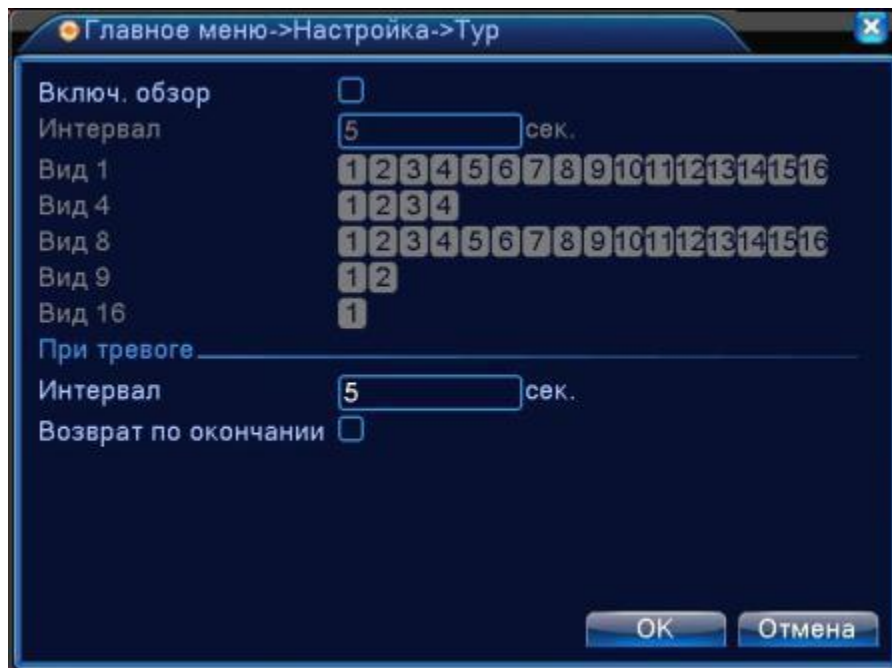 Главное меню->Настройка->Тур
Включ. обзор
Интервал 5 сек.
Вид 1 1 2 3 4 5 6 7 8 9 10 11 12 13 14 15 16
Вид 4 1 2 3 4
Вид 8 1 2 3 4 5 6 7 8 9 10 11 12 13 14 15 16
Вид 9 1 2
Вид 16 1
При тревоге
Интервал 5 сек.
Возврат по окончании
OK Отмена